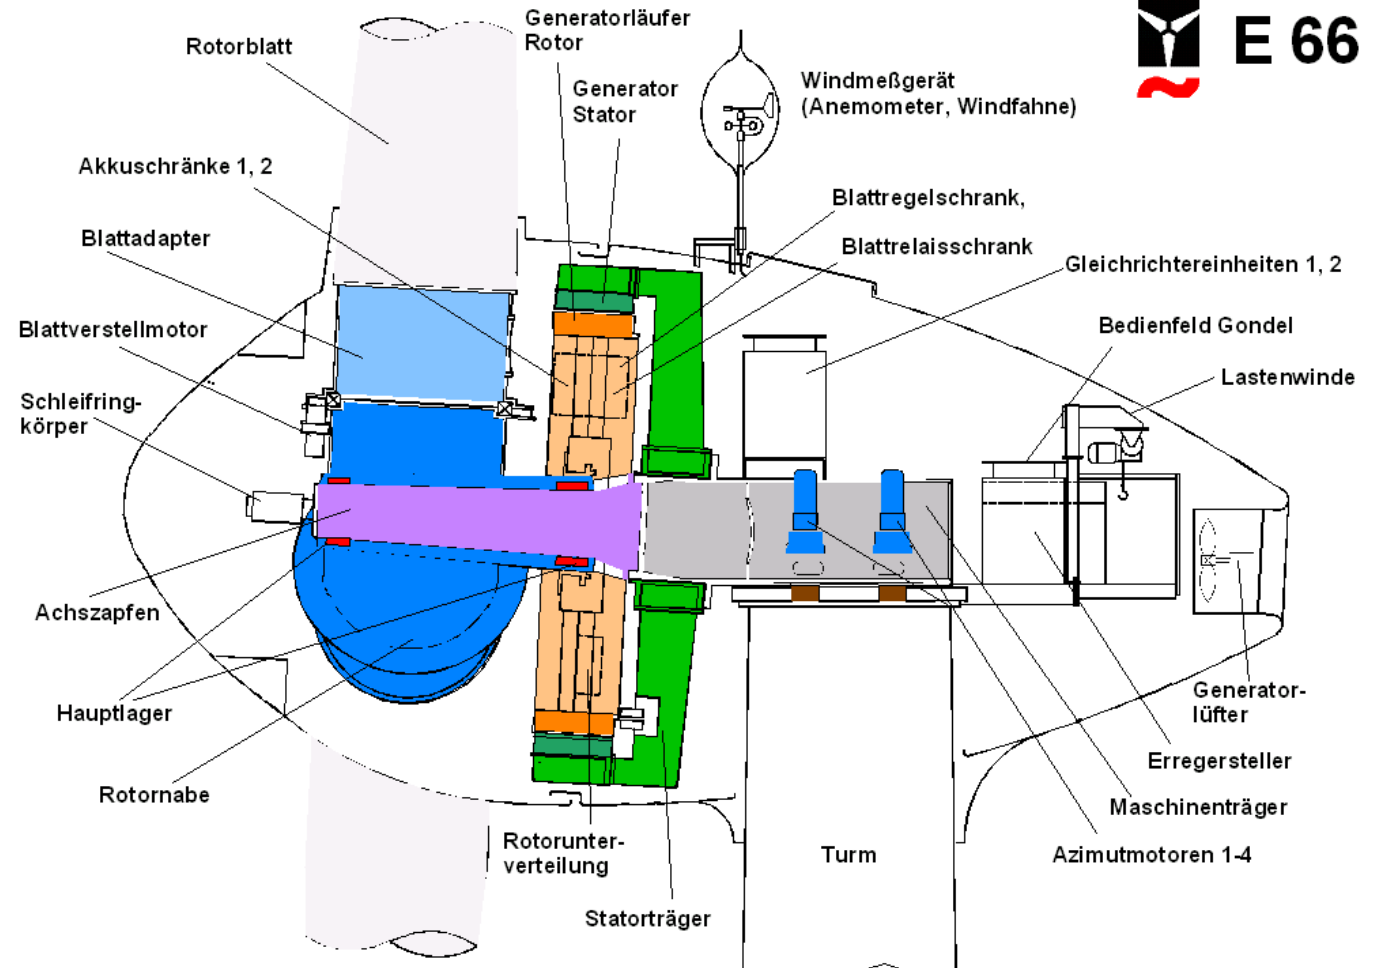 Generatorläufer
Rotor
E 66
Rotorblatt
Windmeßgerät
(Anemometer, Windfahne)
Generator
Stator
Akkuschränke 1, 2
Blattregelschrank,
Blattadapter
Blattrelaisschrank
Gleichrichtereinheiten 1, 2
Blattverstellmotor
Bedienfeld Gondel
Lastenwinde
Schleifring-
körper
Achszapfen
Hauptlager
Generator-
lüfter
Erregersteller
Rotornabe
Maschinenträger
Rotorunter-
verteilung
Turm
Azimutmotoren 1-4
Statorträger